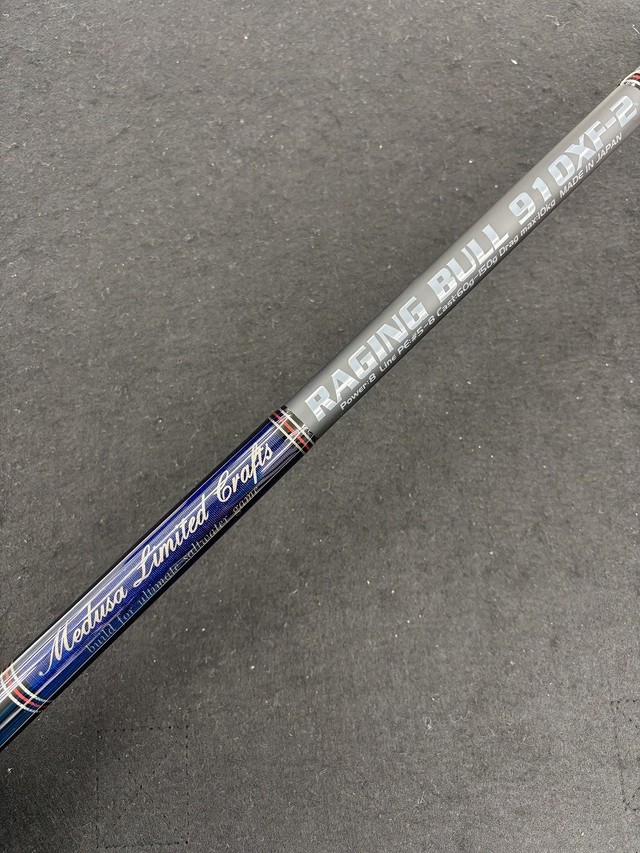 RAGING BULL 910XF-2
Power:8 Line PE:#5-8 Cast:60g-150g Drag max:10kg MADE IN JAPAN
Medusa Limited Crafts
build for ultimate saltwater game